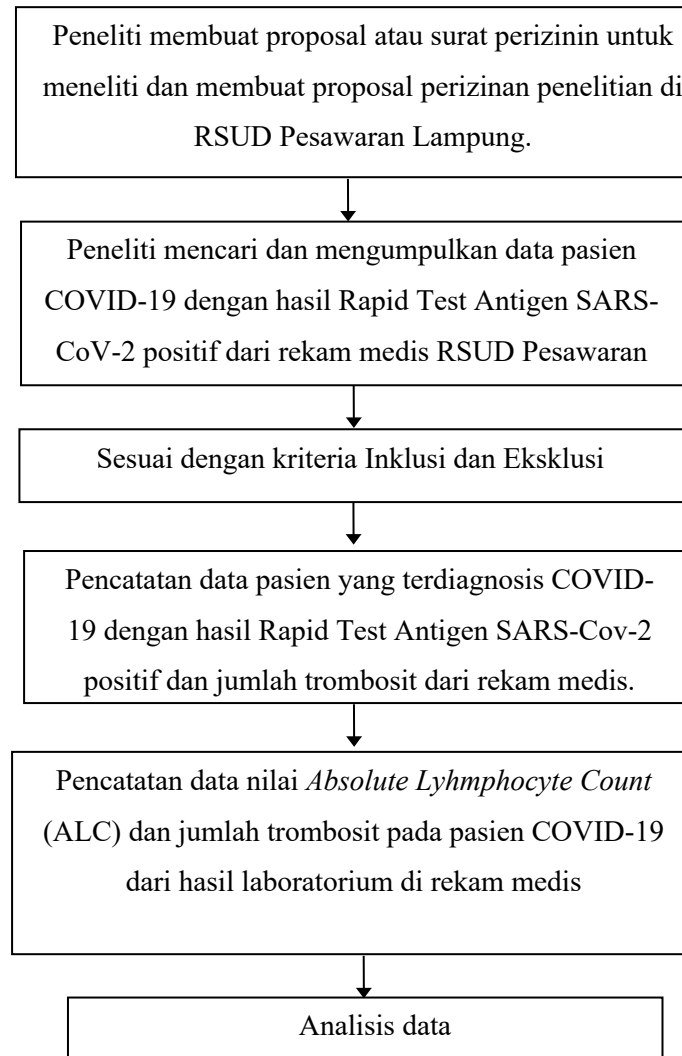 Peneliti membuat proposal atau surat perizinin untuk
meneliti dan membuat proposal perizinan penelitian di
RSUD Pesawaran Lampung.
Peneliti mencari dan mengumpulkan data pasien
COVID-19 dengan hasil Rapid Test Antigen SARS-
CoV-2 positif dari rekam medis RSUD Pesawaran
Sesuai dengan kriteria Inklusi dan Eksklusi
Pencatatan data pasien yang terdiagnosis COVID-
19 dengan hasil Rapid Test Antigen SARS-Cov-2
positif dan jumlah trombosit dari rekam medis.
Pencatatan data nilai Absolute Lyhmphocyte Count
(ALC) dan jumlah trombosit pada pasien COVID-19
dari hasil laboratorium di rekam medis
Analisis data